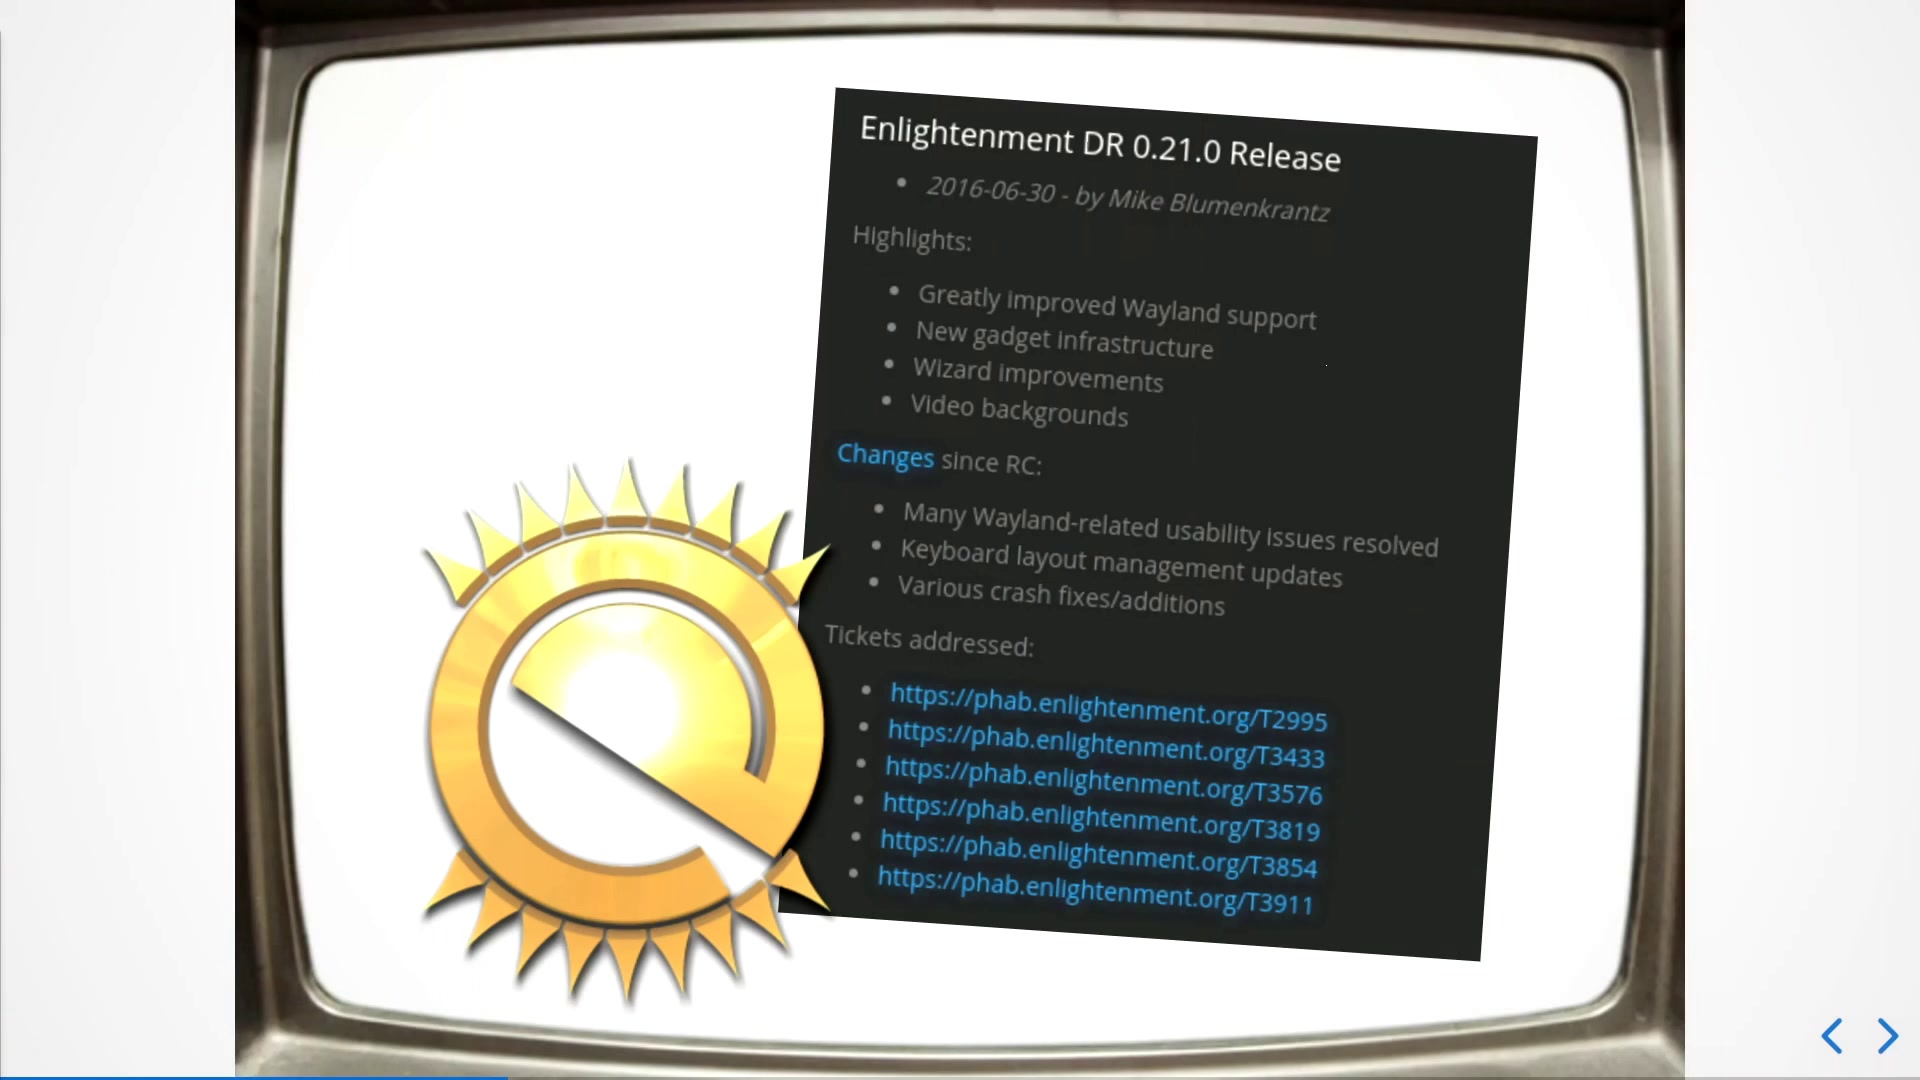 Enlightenment DR 0.21.0 Release
2016-06-30 - by Mike Blumenkrantz
Highlights:
Greatly improved Wayland support
New gadget infrastructure
Wizard improvements
Video backgrounds
Changes since RC:
Many Wayland-related usability issues resolved
Keyboard layout management updates
Various crash fixes/additions
Tickets addressed:
https://phab.enlightenment.org/T2995
https://phab.enlightenment.org/T3433
https://phab.enlightenment.org/T3576
https://phab.enlightenment.org/T3819
https://phab.enlightenment.org/T3854
https://phab.enlightenment.org/T3911